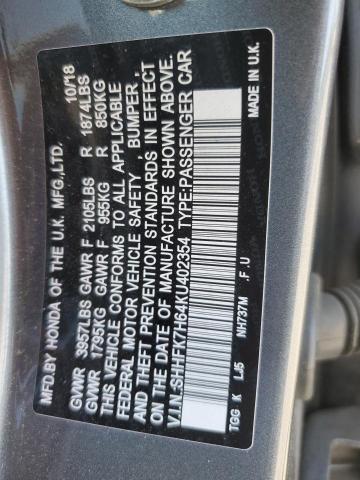 MFD.BY HONDA OF THE U.K. MFG.,LTD. 10/18
GVWR 3957LBS GAWR F 2105LBS R 1874LBS
GVWR 1795KG GAWR F 955KG R 850KG
THIS VEHICLE CONFORMS TO ALL APPLICABLE
FEDERAL MOTOR VEHICLE SAFETY , BUMPER ,
AND THEFT PREVENTION STANDARDS IN EFFECT
ON THE DATE OF MANUFACTURE SHOWN ABOVE.
V.I.N.:SHHFK7H64KU402354 TYPE:PASSENGER CAR
MADE IN U.K.
TGG K LJ5 NH737M .F .U